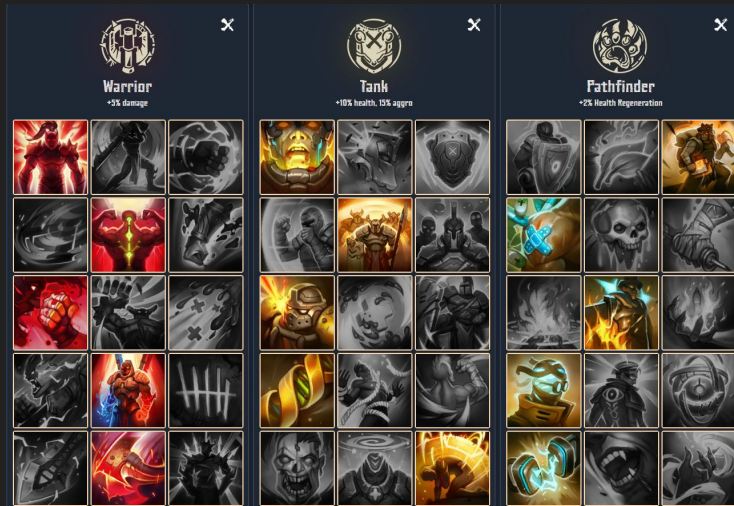 Warrior
+5% damage
Tank
+10% health, 15% aggro
Pathfinder
+2% Health Regeneration